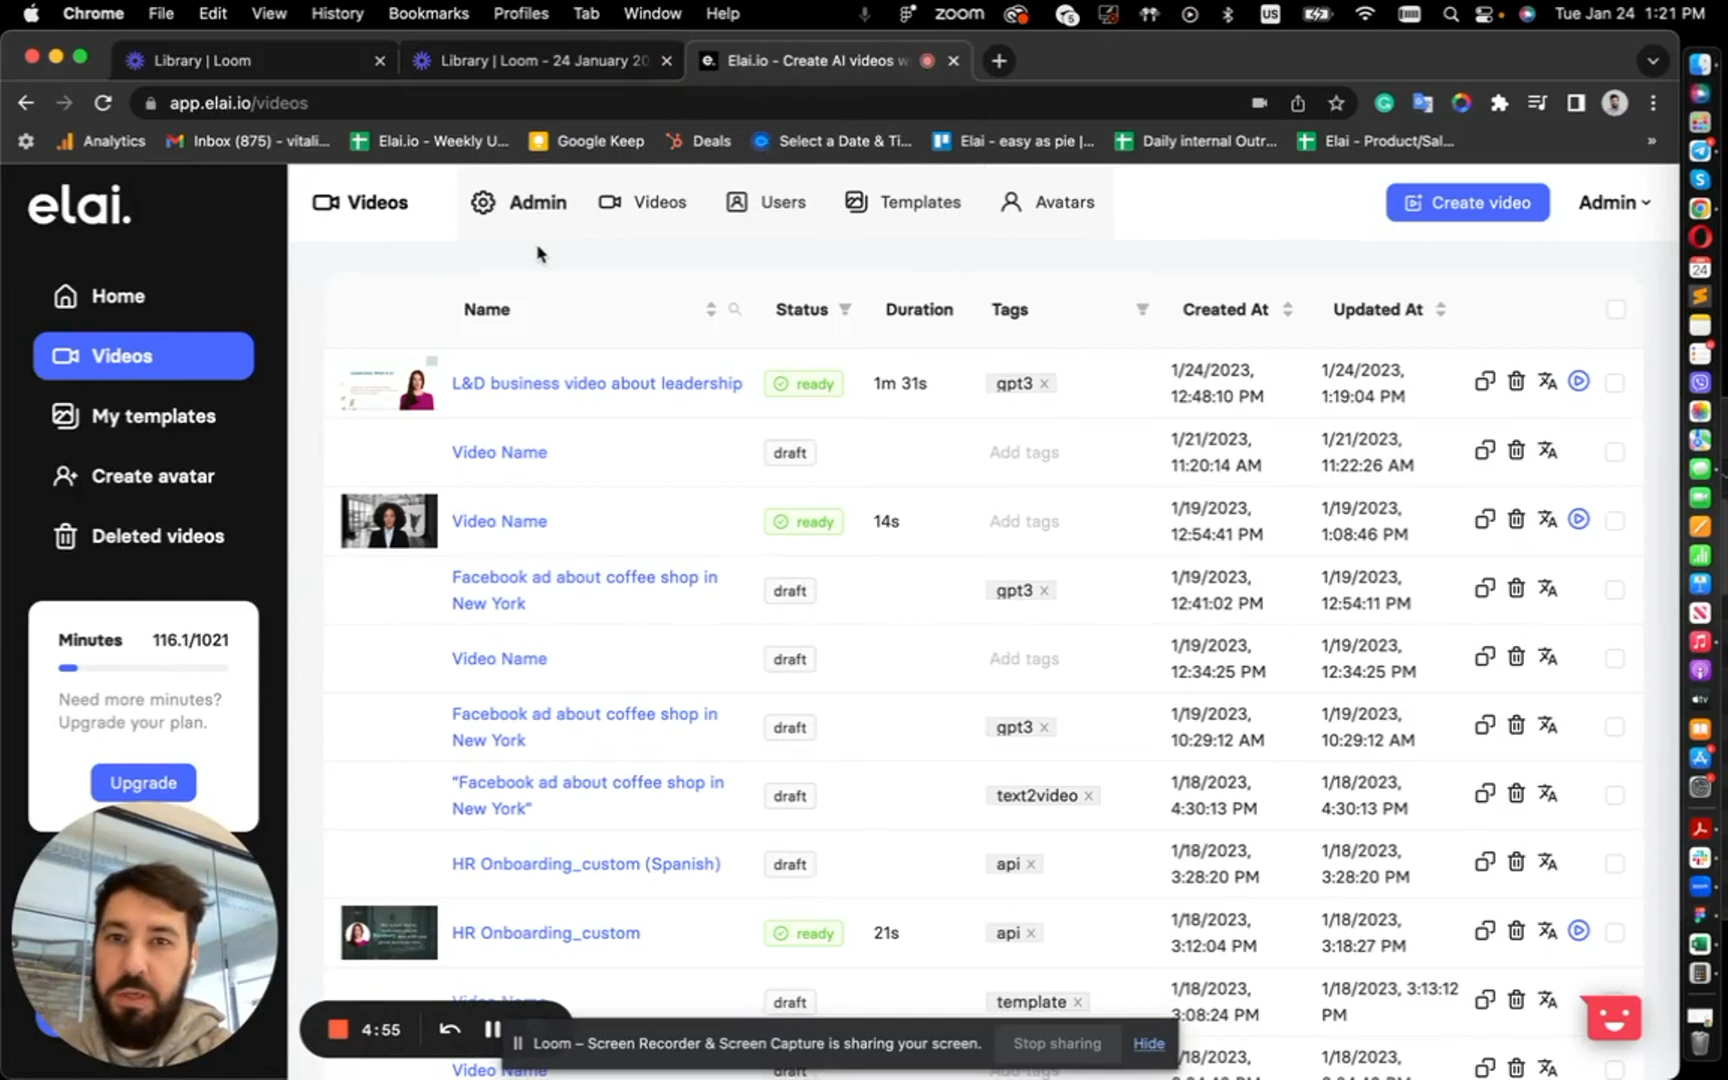 Chrome File Edit View History Bookmarks Profiles Tab Window Help zoom 5 US Tue Jan 24 1:21 PM
Library | Loom Library | Loom - 24 January 20 e. Elai.io - Create AI videos w
app.elai.io/videos
Analytics Inbox (875) - vitali... Elai.io - Weekly U... Google Keep Deals Select a Date & Ti... Elai - easy as pie |... Daily internal Outr... Elai - Product/Sal... »
elai.
Home
Videos
My templates
Create avatar
Deleted videos
Minutes 116.1/1021
Need more minutes?
Upgrade your plan.
Upgrade
Videos Admin Videos Users Templates Avatars Create video Admin
Name Status Duration Tags Created At Updated At
L&D business video about leadership ready 1m 31s gpt3 × 1/24/2023, 12:48:10 PM 1/24/2023, 1:19:04 PM
Video Name draft Add tags 1/21/2023, 11:20:14 AM 1/21/2023, 11:22:26 AM
Video Name ready 14s Add tags 1/19/2023, 12:54:41 PM 1/19/2023, 1:08:46 PM
Facebook ad about coffee shop in New York draft gpt3 × 1/19/2023, 12:41:02 PM 1/19/2023, 12:54:11 PM
Video Name draft Add tags 1/19/2023, 12:34:25 PM 1/19/2023, 12:34:25 PM
Facebook ad about coffee shop in New York draft gpt3 × 1/19/2023, 10:29:12 AM 1/19/2023, 10:29:12 AM
"Facebook ad about coffee shop in New York" draft text2video × 1/18/2023, 4:30:13 PM 1/18/2023, 4:30:13 PM
HR Onboarding_custom (Spanish) draft api × 1/18/2023, 3:28:20 PM 1/18/2023, 3:28:20 PM
HR Onboarding_custom ready 21s api × 1/18/2023, 3:12:04 PM 1/18/2023, 3:18:27 PM
Video Name draft template × 1/18/2023, 3:08:24 PM 1/18/2023, 3:13:12 PM
4:55
Loom – Screen Recorder & Screen Capture is sharing your screen. Stop sharing Hide
Video Name